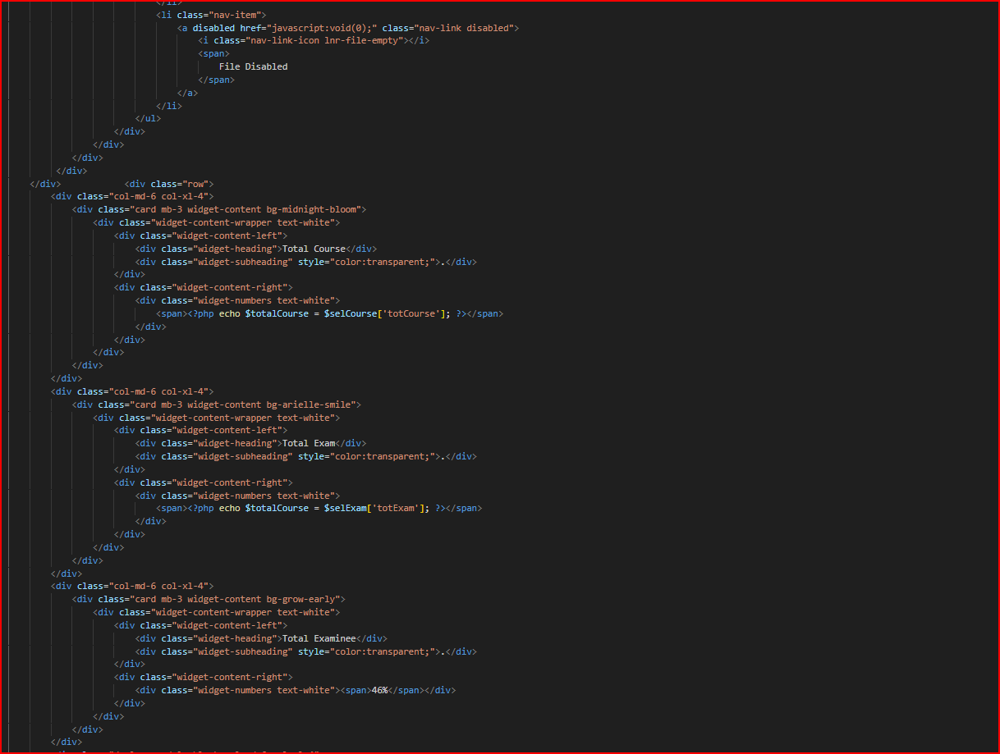 </li>
<li class="nav-item">
<a disabled href="javascript:void(0);" class="nav-link disabled">
<i class="nav-link-icon lnr-file-empty"></i>
<span>
File Disabled
</span>
</a>
</li>
</ul>
</div>
</div>
</div>
</div>
</div> <div class="row">
<div class="col-md-6 col-xl-4">
<div class="card mb-3 widget-content bg-midnight-bloom">
<div class="widget-content-wrapper text-white">
<div class="widget-content-left">
<div class="widget-heading">Total Course</div>
<div class="widget-subheading" style="color:transparent;">.</div>
</div>
<div class="widget-content-right">
<div class="widget-numbers text-white">
<span><?php echo $totalCourse = $selCourse['totCourse']; ?></span>
</div>
</div>
</div>
</div>
</div>
<div class="col-md-6 col-xl-4">
<div class="card mb-3 widget-content bg-arielle-smile">
<div class="widget-content-wrapper text-white">
<div class="widget-content-left">
<div class="widget-heading">Total Exam</div>
<div class="widget-subheading" style="color:transparent;">.</div>
</div>
<div class="widget-content-right">
<div class="widget-numbers text-white">
<span><?php echo $totalCourse = $selExam['totExam']; ?></span>
</div>
</div>
</div>
</div>
</div>
<div class="col-md-6 col-xl-4">
<div class="card mb-3 widget-content bg-grow-early">
<div class="widget-content-wrapper text-white">
<div class="widget-content-left">
<div class="widget-heading">Total Examinee</div>
<div class="widget-subheading" style="color:transparent;">.</div>
</div>
<div class="widget-content-right">
<div class="widget-numbers text-white"><span>46%</span></div>
</div>
</div>
</div>
</div>